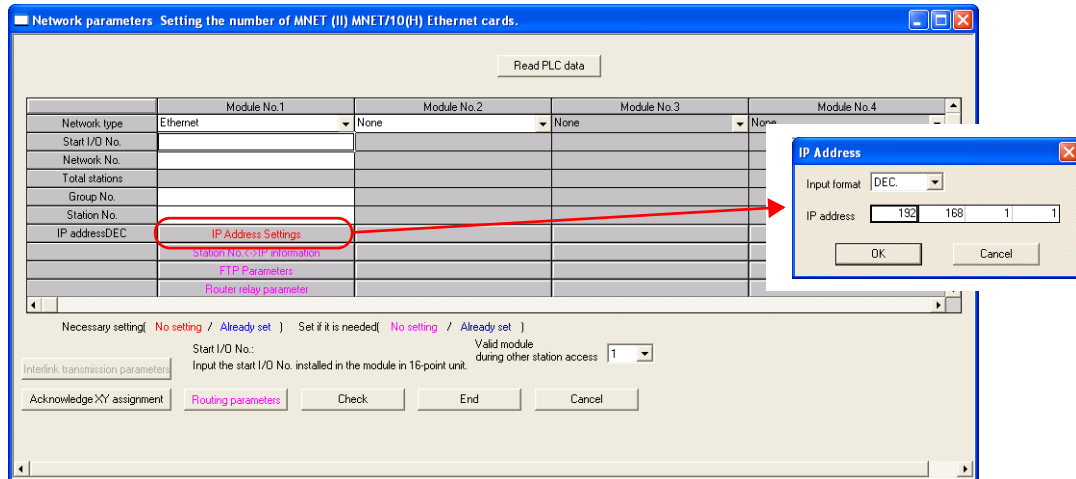 Network parameters Setting the number of MNET (II) MNET/10(H) Ethernet cards.
Read PLC data
Module No.1 Module No.2 Module No.3 Module No.4
Network type Ethernet None None None
Start I/O No.
Network No.
Total stations
Group No.
Station No.
IP addressDEC IP Address Settings
Station No.<->IP information
FTP Parameters
Router relay parameter
IP Address
Input format DEC.
IP address 192 168 1 1
OK Cancel
Necessary setting( No setting / Already set ) Set if it is needed( No setting / Already set )
Start I/O No.:
Input the start I/O No. installed in the module in 16-point unit.
Valid module
during other station access 1
Interlink transmission parameters
Acknowledge XY assignment Routing parameters Check End Cancel